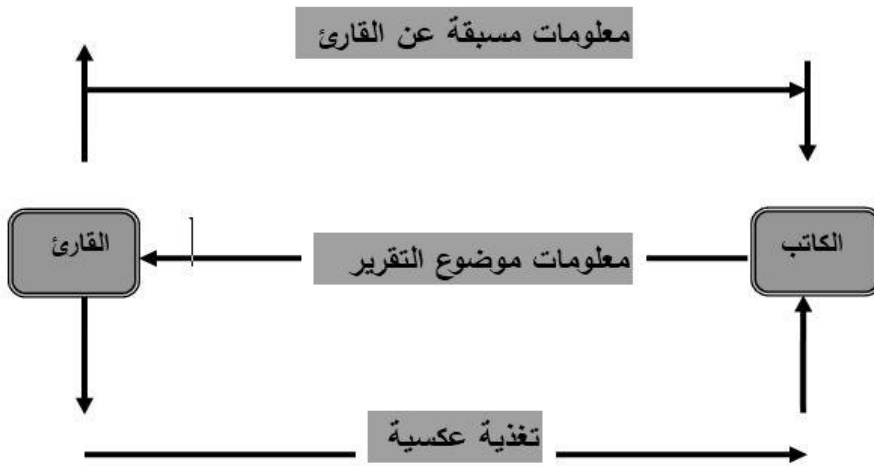 معلومات مسبقة عن القارئ
الكاتب
القارئ
معلومات موضوع التقرير
تغذية عكسية